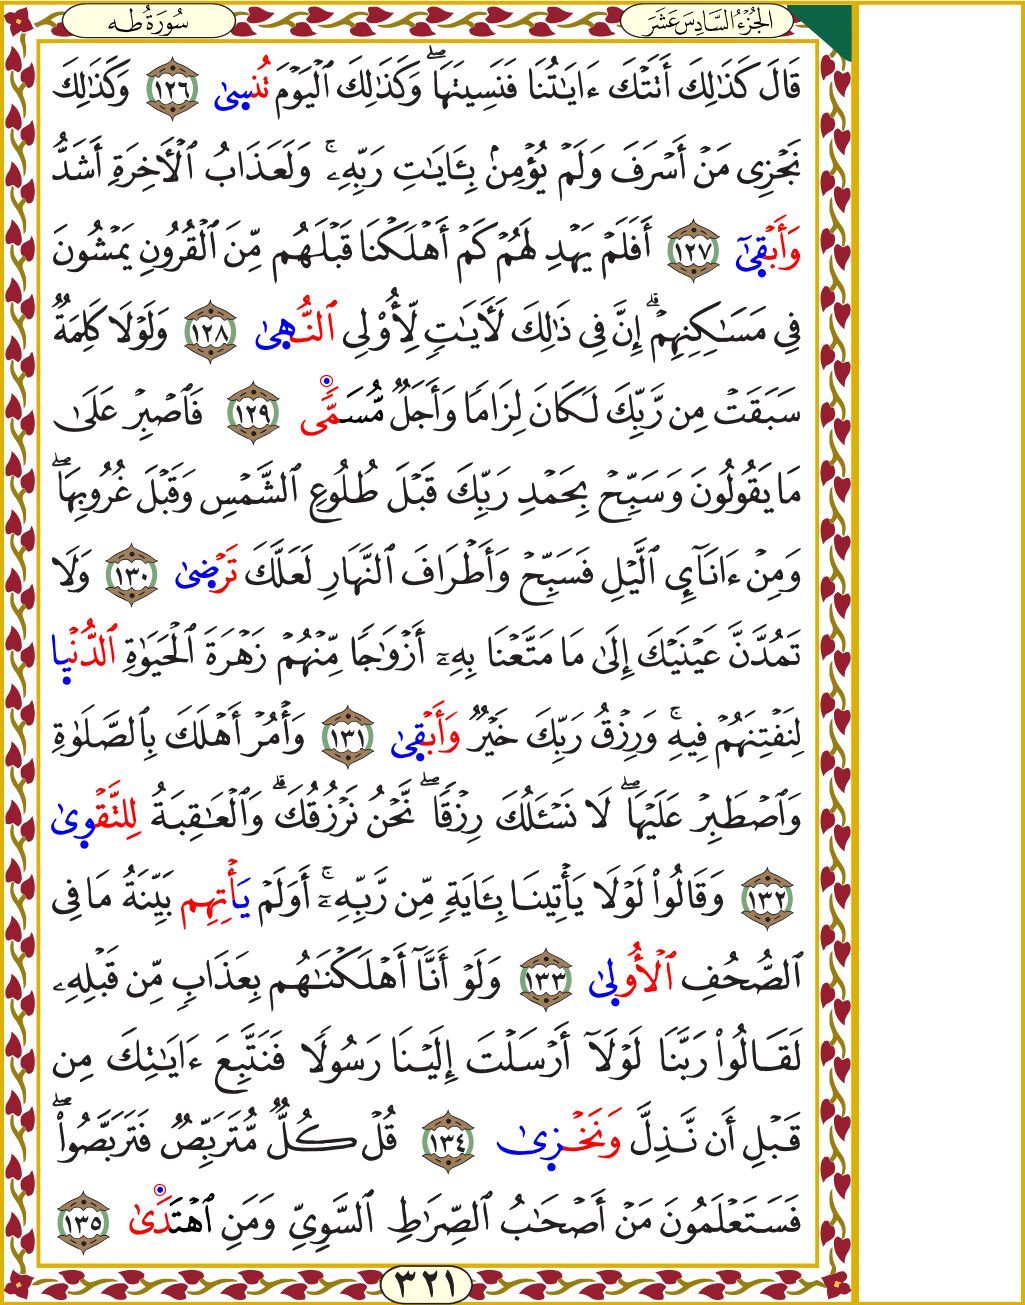 الجُزْءُ السَّادِسَ عَشَرَ
سُورَةُ طه
قَالَ كَذَٰلِكَ أَتَتْكَ ءَايَٰتُنَا فَنَسِيتَهَا ۖ وَكَذَٰلِكَ ٱلْيَوْمَ تُنسِىٰ ١٢٦ وَكَذَٰلِكَ
نَجْزِى مَنْ أَسْرَفَ وَلَمْ يُؤْمِنۢ بِـَٔايَٰتِ رَبِّهِۦ ۚ وَلَعَذَابُ ٱلْءَاخِرَةِ أَشَدُّ
وَأَبْقِىٰٓ ١٢٧ أَفَلَمْ يَهْدِ لَهُمْ كَمْ أَهْلَكْنَا قَبْلَهُم مِّنَ ٱلْقُرُونِ يَمْشُونَ
فِى مَسَٰكِنِهِمْ ۗ إِنَّ فِى ذَٰلِكَ لَءَايَٰتٍ لِّأُو۟لِى ٱلنُّهِىٰ ١٢٨ وَلَوْلَا كَلِمَةٌ
سَبَقَتْ مِن رَّبِّكَ لَكَانَ لِزَامًا وَأَجَلٌ مُّسَمًّى ١٢٩ فَٱصْبِرْ عَلَىٰ
مَا يَقُولُونَ وَسَبِّحْ بِحَمْدِ رَبِّكَ قَبْلَ طُلُوعِ ٱلشَّمْسِ وَقَبْلَ غُرُوبِهَا ۖ
وَمِنْ ءَانَآئِ ٱلَّيْلِ فَسَبِّحْ وَأَطْرَافَ ٱلنَّهَارِ لَعَلَّكَ تَرْضِىٰ ١٣٠ وَلَا
تَمُدَّنَّ عَيْنَيْكَ إِلَىٰ مَا مَتَّعْنَا بِهِۦٓ أَزْوَٰجًا مِّنْهُمْ زَهْرَةَ ٱلْحَيَوٰةِ ٱلدُّنْيِا
لِنَفْتِنَهُمْ فِيهِ ۚ وَرِزْقُ رَبِّكَ خَيْرٌ وَأَبْقِىٰ ١٣١ وَأْمُرْ أَهْلَكَ بِٱلصَّلَوٰةِ
وَٱصْطَبِرْ عَلَيْهَا ۖ لَا نَسْـَٔلُكَ رِزْقًا ۖ نَّحْنُ نَرْزُقُكَ ۗ وَٱلْعَٰقِبَةُ لِلتَّقْوِىٰ
١٣٢ وَقَالُوا۟ لَوْلَا يَأْتِينَا بِـَٔايَةٍ مِّن رَّبِّهِۦٓ ۚ أَوَلَمْ يَأْتِهِم بَيِّنَةُ مَا فِى
ٱلصُّحُفِ ٱلْأُولِىٰ ١٣٣ وَلَوْ أَنَّآ أَهْلَكْنَٰهُم بِعَذَابٍ مِّن قَبْلِهِۦ
لَقَالُوا۟ رَبَّنَا لَوْلَآ أَرْسَلْتَ إِلَيْنَا رَسُولًا فَنَتَّبِعَ ءَايَٰتِكَ مِن
قَبْلِ أَن نَّذِلَّ وَنَخْزِىٰ ١٣٤ قُلْ كُلٌّ مُّتَرَبِّصٌ فَتَرَبَّصُوا۟ ۖ
فَسَتَعْلَمُونَ مَنْ أَصْحَٰبُ ٱلصِّرَٰطِ ٱلسَّوِىِّ وَمَنِ ٱهْتَدَىٰ ١٣٥
٣٢١